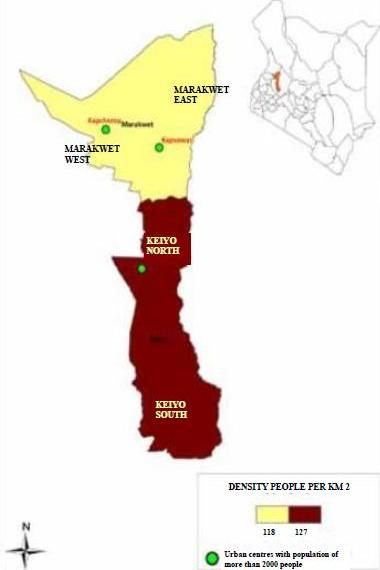 MARAKWET
EAST
Kapcherop
Marakwet
Kapsowar
MARAKWET
WEST
KEIYO
NORTH
KEIYO
SOUTH
DENSITY PEOPLE PER KM 2
118 127
N
Urban centres with population of
more than 2000 people